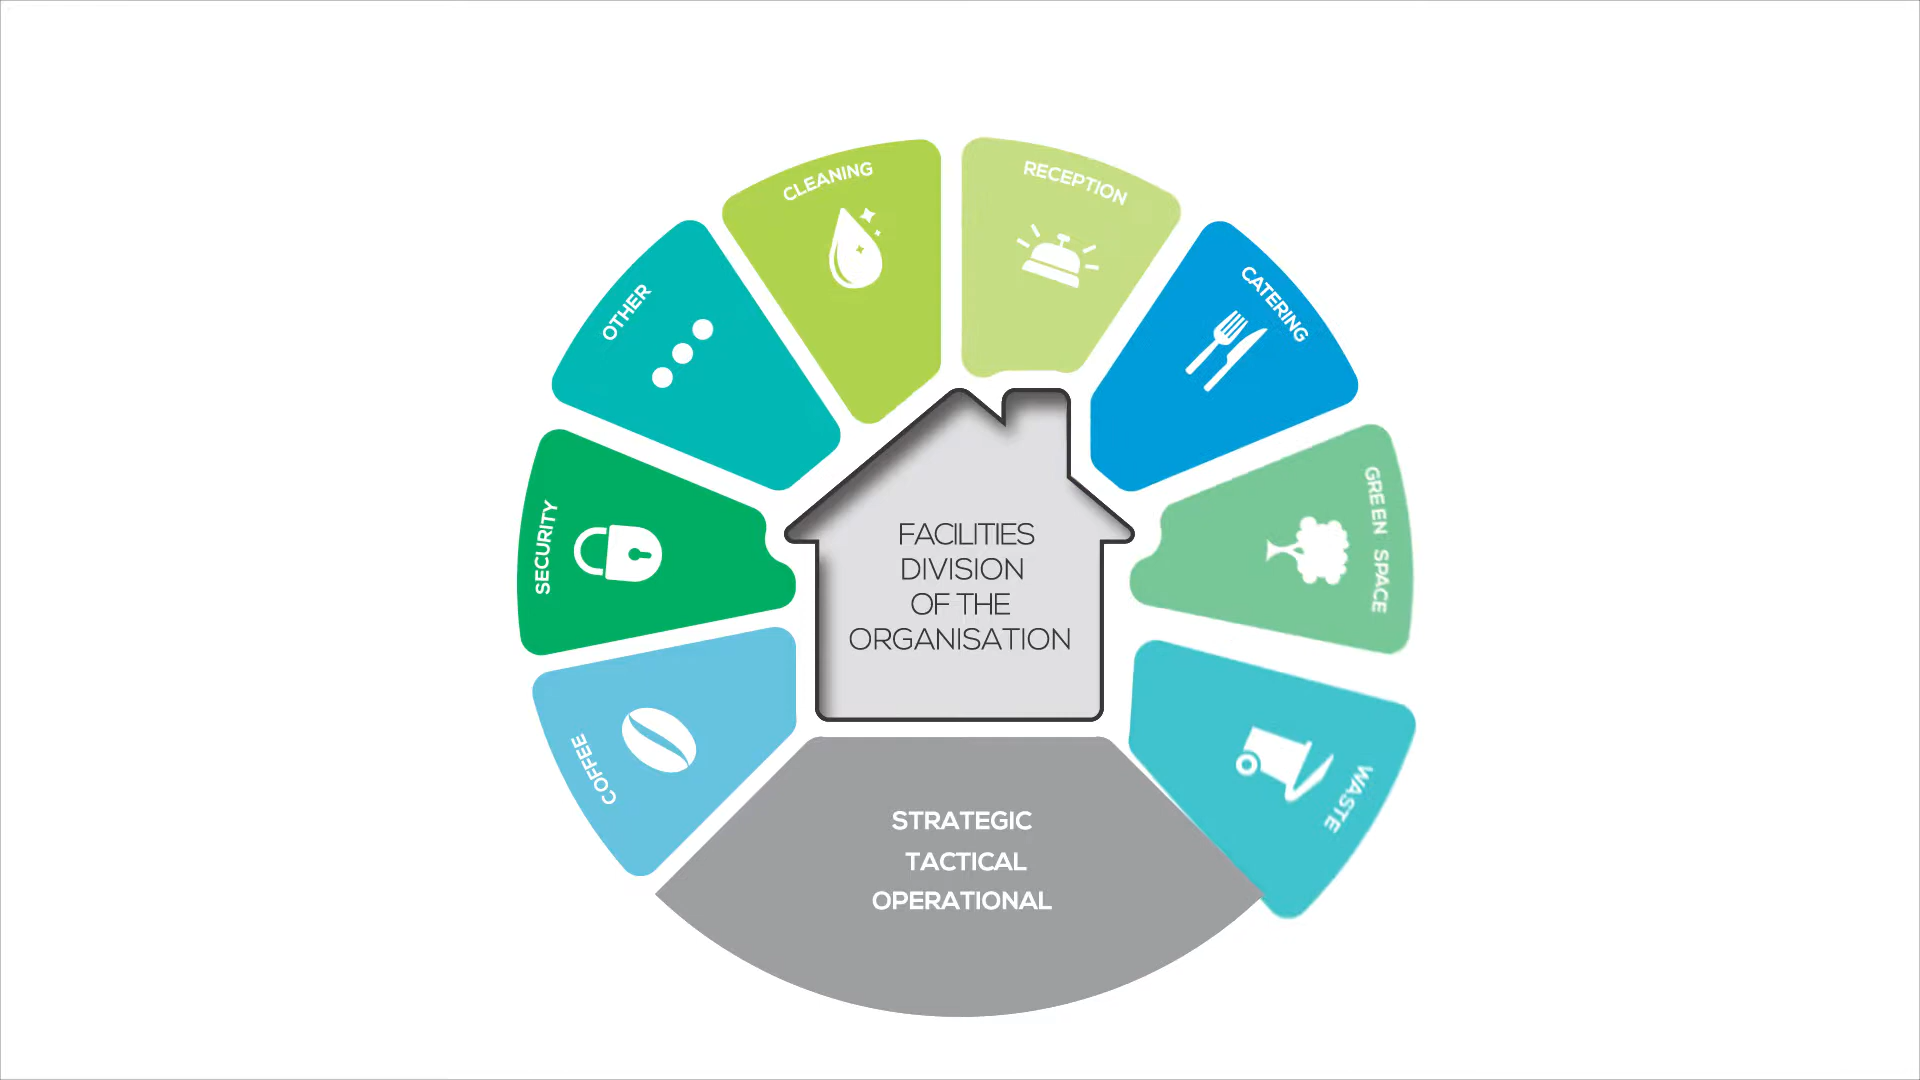 CLEANING
RECEPTION
CATERING
OTHER
GREEN SPACE
SECURITY
FACILITIES
DIVISION
OF THE
ORGANISATION
COFFEE
WASTE
STRATEGIC
TACTICAL
OPERATIONAL